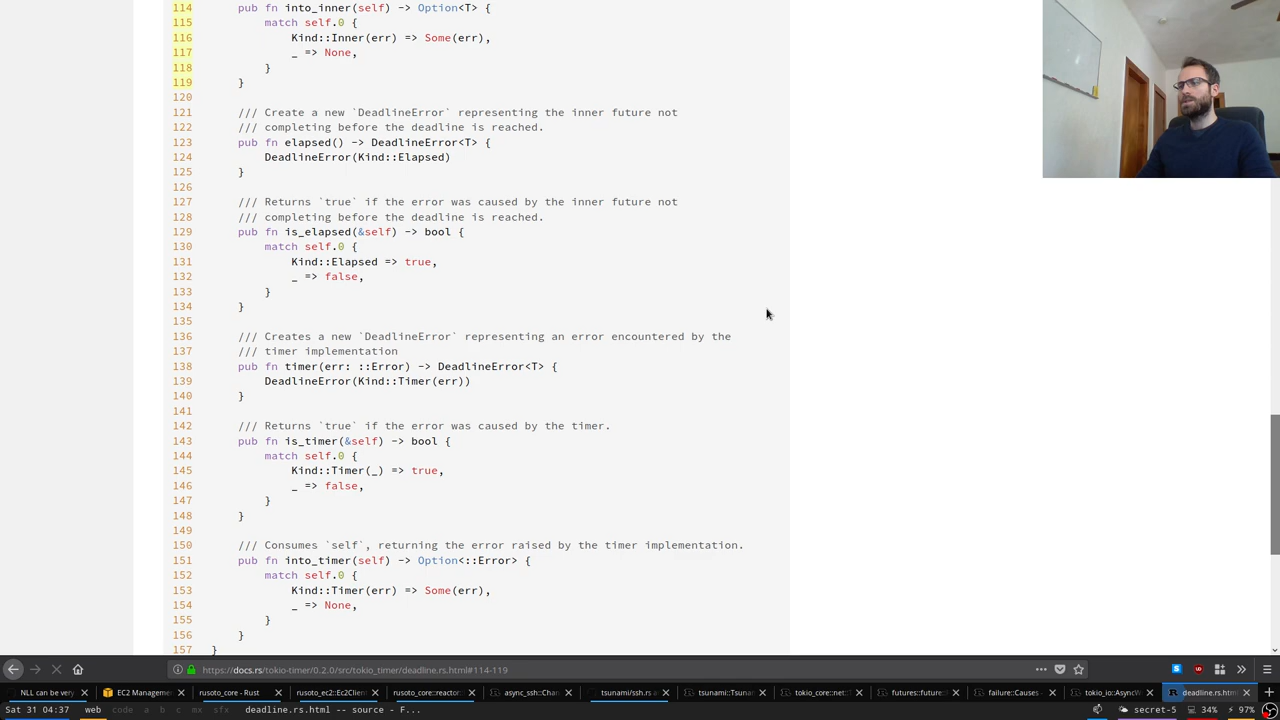 114 pub fn into_inner(self) -> Option<T> {
115 match self.0 {
116 Kind::Inner(err) => Some(err),
117 _ => None,
118 }
119 }
120
121 /// Create a new `DeadlineError` representing the inner future not
122 /// completing before the deadline is reached.
123 pub fn elapsed() -> DeadlineError<T> {
124 DeadlineError(Kind::Elapsed)
125 }
126
127 /// Returns `true` if the error was caused by the inner future not
128 /// completing before the deadline is reached.
129 pub fn is_elapsed(&self) -> bool {
130 match self.0 {
131 Kind::Elapsed => true,
132 _ => false,
133 }
134 }
135
136 /// Creates a new `DeadlineError` representing an error encountered by the
137 /// timer implementation
138 pub fn timer(err: ::Error) -> DeadlineError<T> {
139 DeadlineError(Kind::Timer(err))
140 }
141
142 /// Returns `true` if the error was caused by the timer.
143 pub fn is_timer(&self) -> bool {
144 match self.0 {
145 Kind::Timer(_) => true,
146 _ => false,
147 }
148 }
149
150 /// Consumes `self`, returning the error raised by the timer implementation.
151 pub fn into_timer(self) -> Option<::Error> {
152 match self.0 {
153 Kind::Timer(err) => Some(err),
154 _ => None,
155 }
156 }
157 }
https://docs.rs/tokio-timer/0.2.0/src/tokio_timer/deadline.rs.html#114-119
NLL can be very EC2 Manageme rusoto_core - Rust rusoto_ec2::Ec2Client rusoto_core::reactor async_ssh::Chan tsunami/ssh.rs a tsunami::Tsunam tokio_core::net: futures::future: failure::Causes tokio_io::AsyncW deadline.rs.html
Sat 31 04:37 web code a b c mx sfx deadline.rs.html -- source - F... secret-5 34% 97%